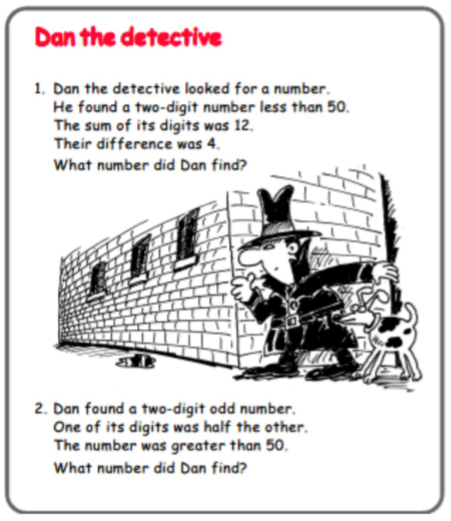 Dan the detective
1. Dan the detective looked for a number.
He found a two-digit number less than 50.
The sum of its digits was 12.
Their difference was 4.
What number did Dan find?
2. Dan found a two-digit odd number.
One of its digits was half the other.
The number was greater than 50.
What number did Dan find?